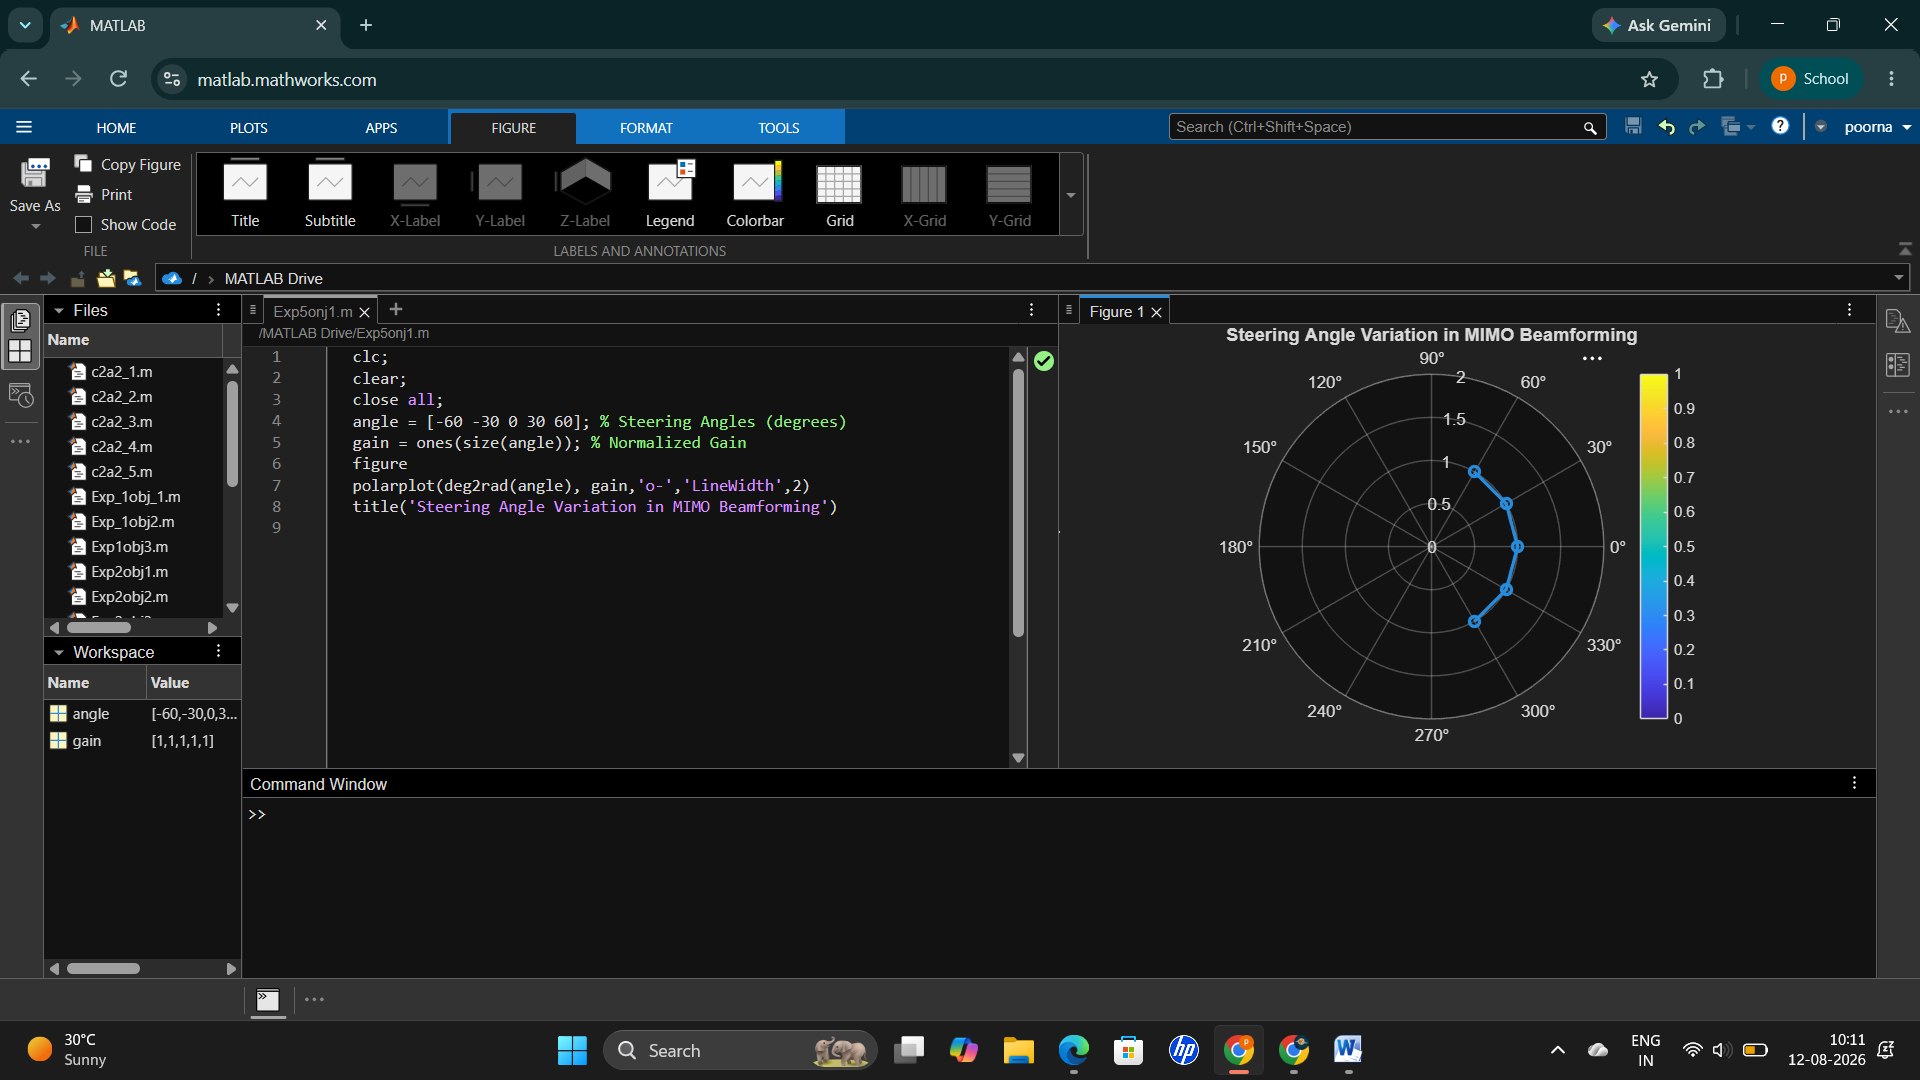 MATLAB
Ask Gemini
matlab.mathworks.com
P School
HOME PLOTS APPS FIGURE FORMAT TOOLS
Search (Ctrl+Shift+Space)
poorna
Save As
Copy Figure
Print
Show Code
FILE
Title Subtitle X-Label Y-Label Z-Label Legend Colorbar Grid X-Grid Y-Grid
LABELS AND ANNOTATIONS
/ › MATLAB Drive
Files
Name
c2a2_1.m
c2a2_2.m
c2a2_3.m
c2a2_4.m
c2a2_5.m
Exp_1obj_1.m
Exp_1obj2.m
Exp1obj3.m
Exp2obj1.m
Exp2obj2.m
Workspace
Name Value
angle [-60,-30,0,3...
gain [1,1,1,1,1]
Exp5onj1.m
/MATLAB Drive/Exp5onj1.m
1 clc;
2 clear;
3 close all;
4 angle = [-60 -30 0 30 60]; % Steering Angles (degrees)
5 gain = ones(size(angle)); % Normalized Gain
6 figure
7 polarplot(deg2rad(angle), gain,'o-','LineWidth',2)
8 title('Steering Angle Variation in MIMO Beamforming')
9
Figure 1
Steering Angle Variation in MIMO Beamforming
90°
120° 2 60°
1.5
150° 30°
1
0.5
180° 0 0°
210° 330°
240° 300°
270°
1
0.9
0.8
0.7
0.6
0.5
0.4
0.3
0.2
0.1
0
Command Window
>>
30°C
Sunny
Search
ENG
IN
10:11
12-08-2026